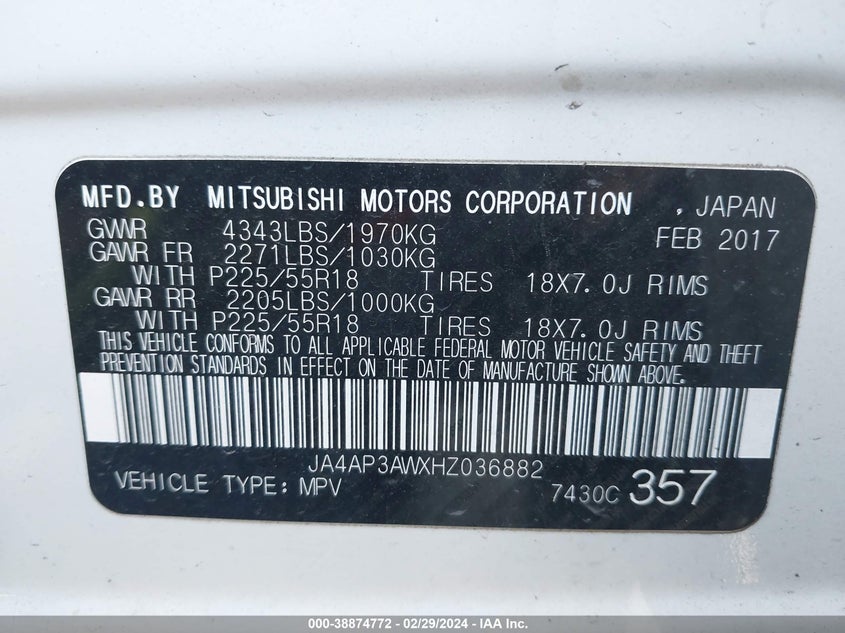 MFD.BY MITSUBISHI MOTORS CORPORATION , JAPAN
GVWR 4343LBS/1970KG FEB 2017
GAWR FR 2271LBS/1030KG
WITH P225/55R18 TIRES 18X7.0J RIMS
GAWR RR 2205LBS/1000KG
WITH P225/55R18 TIRES 18X7.0J RIMS
THIS VEHICLE CONFORMS TO ALL APPLICABLE FEDERAL MOTOR VEHICLE SAFETY AND THEFT
PREVENTION STANDARDS IN EFFECT ON THE DATE OF MANUFACTURE SHOWN ABOVE.
JA4AP3AWXHZ036882
VEHICLE TYPE: MPV 7430C 357
000-38874772 - 02/29/2024 - IAAI.com